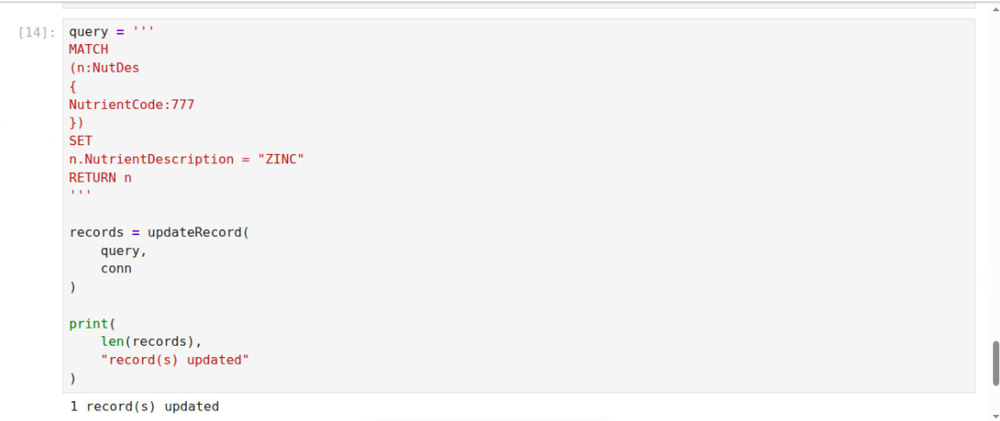 [14]:
query = '''
MATCH
(n:NutDes
{
NutrientCode:777
})
SET
n.NutrientDescription = "ZINC"
RETURN n
'''

records = updateRecord(
    query,
    conn
)

print(
    len(records),
    "record(s) updated"
)
1 record(s) updated